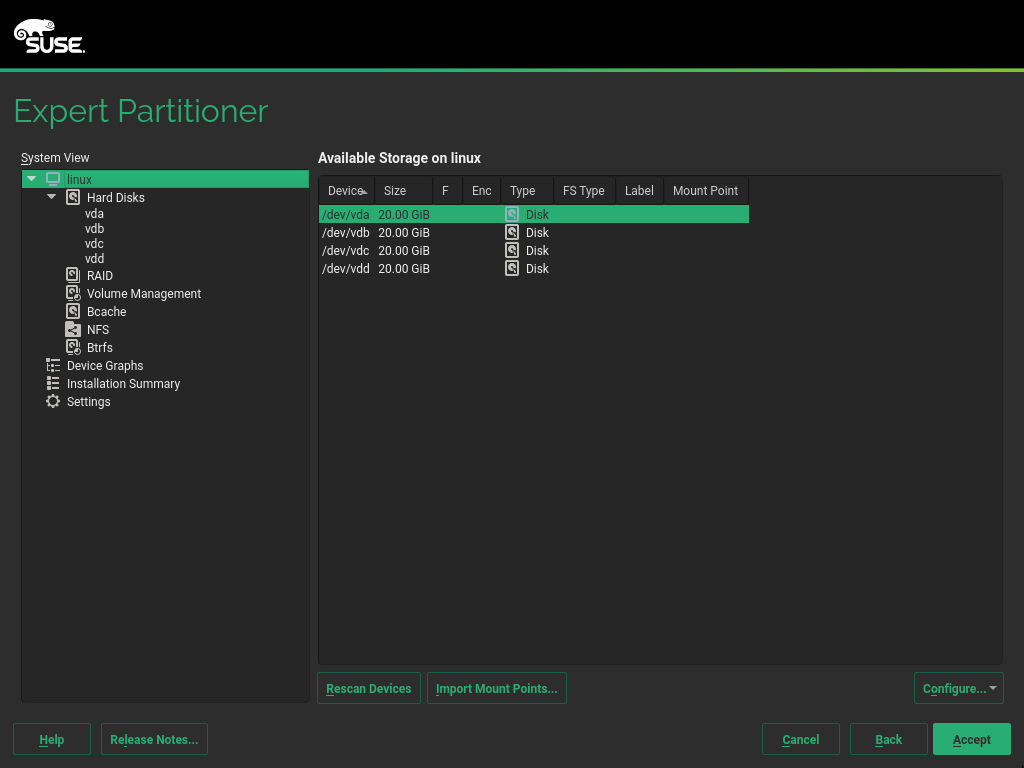 SUSE
Expert Partitioner
System View
linux
Hard Disks
vda
vdb
vdc
vdd
RAID
Volume Management
Bcache
NFS
Btrfs
Device Graphs
Installation Summary
Settings
Available Storage on linux
Device Size F Enc Type FS Type Label Mount Point
/dev/vda 20.00 GiB Disk
/dev/vdb 20.00 GiB Disk
/dev/vdc 20.00 GiB Disk
/dev/vdd 20.00 GiB Disk
Rescan Devices Import Mount Points... Configure...
Help Release Notes... Cancel Back Accept